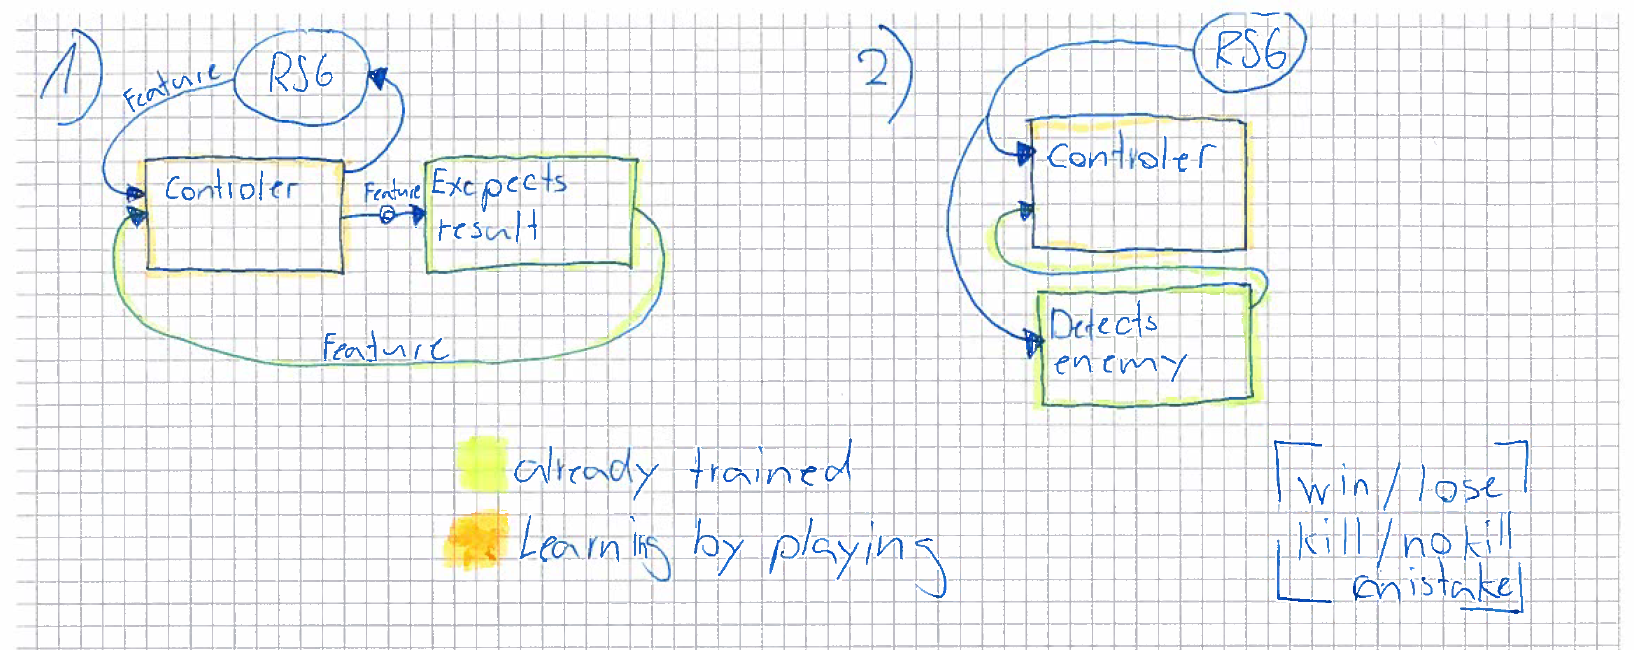 1)
Feature
RS6
Controler
Feature
Excpects
result
Feature
2)
RS6
Controler
Detects
enemy
already trained
Learning by playing
win/lose
kill/no kill
mistake